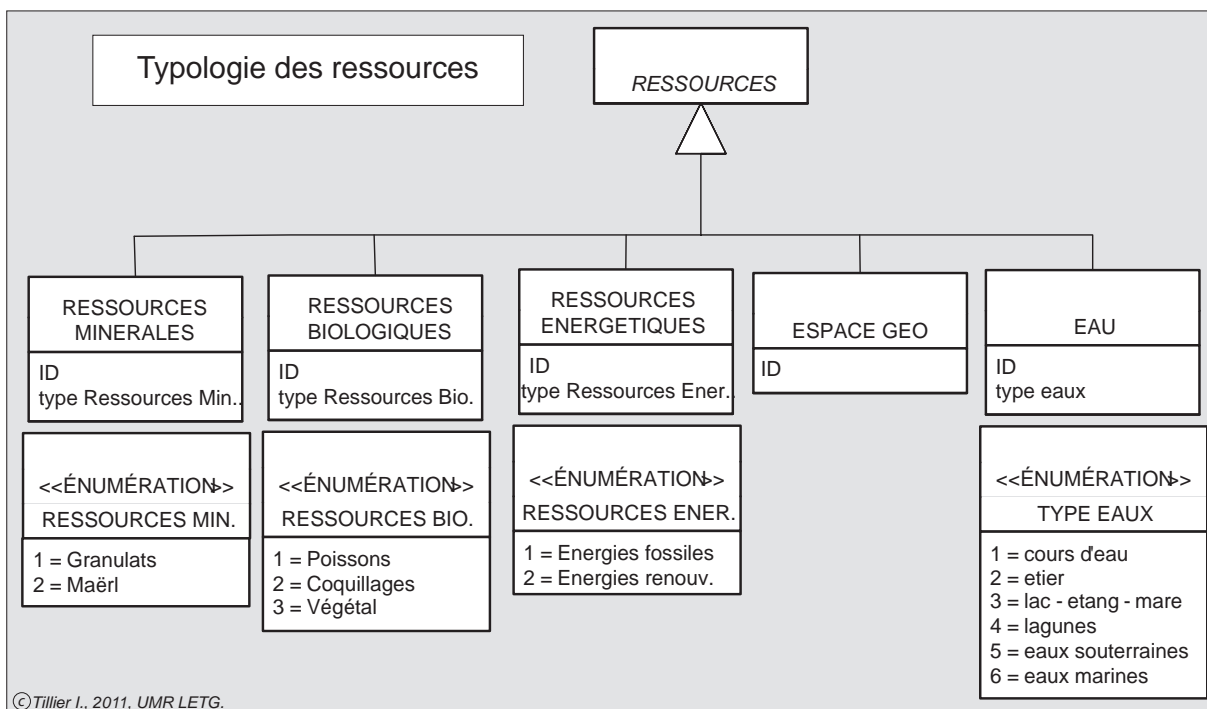 Typologie des ressources
RESSOURCES
RESSOURCES
MINERALES
ID
type Ressources Min..
RESSOURCES
BIOLOGIQUES
ID
type Ressources Bio.
RESSOURCES
ENERGETIQUES
ID
type Ressources Ener..
ESPACE GEO
ID
EAU
ID
type eaux
<<ÉNUMÉRATION>>
RESSOURCES MIN.
1 = Granulats
2 = Maërl
<<ÉNUMÉRATION>>
RESSOURCES BIO.
1 = Poissons
2 = Coquillages
3 = Végétal
<<ÉNUMÉRATION>>
RESSOURCES ENER.
1 = Energies fossiles
2 = Energies renouv.
<<ÉNUMÉRATION>>
TYPE EAUX
1 = cours d'eau
2 = etier
3 = lac - etang - mare
4 = lagunes
5 = eaux souterraines
6 = eaux marines
©Tillier I., 2011, UMR LETG.